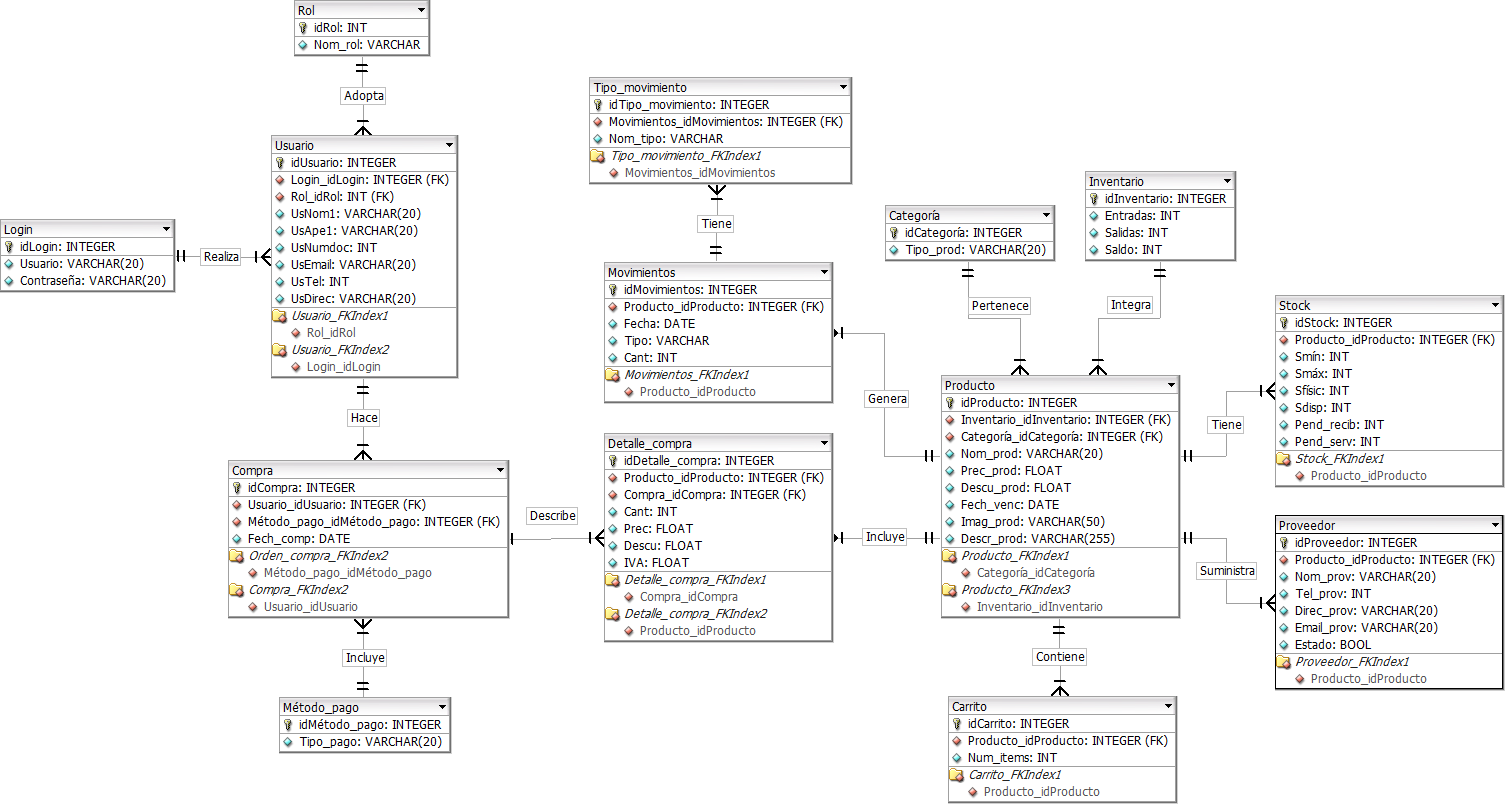 Rol
idRol: INT
Nom_rol: VARCHAR
Adopta
Usuario
idUsuario: INTEGER
Login_idLogin: INTEGER (FK)
Rol_idRol: INT (FK)
UsNom1: VARCHAR(20)
UsApe1: VARCHAR(20)
UsNumdoc: INT
UsEmail: VARCHAR(20)
UsTel: INT
UsDirec: VARCHAR(20)
Usuario_FKIndex1
Rol_idRol
Usuario_FKIndex2
Login_idLogin
Login
idLogin: INTEGER
Usuario: VARCHAR(20)
Contraseña: VARCHAR(20)
Realiza
Hace
Compra
idCompra: INTEGER
Usuario_idUsuario: INTEGER (FK)
Método_pago_idMétodo_pago: INTEGER (FK)
Fech_comp: DATE
Orden_compra_FKIndex2
Método_pago_idMétodo_pago
Compra_FKIndex2
Usuario_idUsuario
Incluye
Método_pago
idMétodo_pago: INTEGER
Tipo_pago: VARCHAR(20)
Tipo_movimiento
idTipo_movimiento: INTEGER
Movimientos_idMovimientos: INTEGER (FK)
Nom_tipo: VARCHAR
Tipo_movimiento_FKIndex1
Movimientos_idMovimientos
Tiene
Movimientos
idMovimientos: INTEGER
Producto_idProducto: INTEGER (FK)
Fecha: DATE
Tipo: VARCHAR
Cant: INT
Movimientos_FKIndex1
Producto_idProducto
Genera
Describe
Detalle_compra
idDetalle_compra: INTEGER
Producto_idProducto: INTEGER (FK)
Compra_idCompra: INTEGER (FK)
Cant: INT
Prec: FLOAT
Descu: FLOAT
IVA: FLOAT
Detalle_compra_FKIndex1
Compra_idCompra
Detalle_compra_FKIndex2
Producto_idProducto
Incluye
Categoría
idCategoría: INTEGER
Tipo_prod: VARCHAR(20)
Pertenece
Inventario
idInventario: INTEGER
Entradas: INT
Salidas: INT
Saldo: INT
Integra
Producto
idProducto: INTEGER
Inventario_idInventario: INTEGER (FK)
Categoría_idCategoría: INTEGER (FK)
Nom_prod: VARCHAR(20)
Prec_prod: FLOAT
Descu_prod: FLOAT
Fech_venc: DATE
Imag_prod: VARCHAR(50)
Descr_prod: VARCHAR(255)
Producto_FKIndex1
Categoría_idCategoría
Producto_FKIndex3
Inventario_idInventario
Contiene
Carrito
idCarrito: INTEGER
Producto_idProducto: INTEGER (FK)
Num_items: INT
Carrito_FKIndex1
Producto_idProducto
Tiene
Stock
idStock: INTEGER
Producto_idProducto: INTEGER (FK)
Smín: INT
Smáx: INT
Sfísic: INT
Sdisp: INT
Pend_recib: INT
Pend_serv: INT
Stock_FKIndex1
Producto_idProducto
Suministra
Proveedor
idProveedor: INTEGER
Producto_idProducto: INTEGER (FK)
Nom_prov: VARCHAR(20)
Tel_prov: INT
Direc_prov: VARCHAR(20)
Email_prov: VARCHAR(20)
Estado: BOOL
Proveedor_FKIndex1
Producto_idProducto